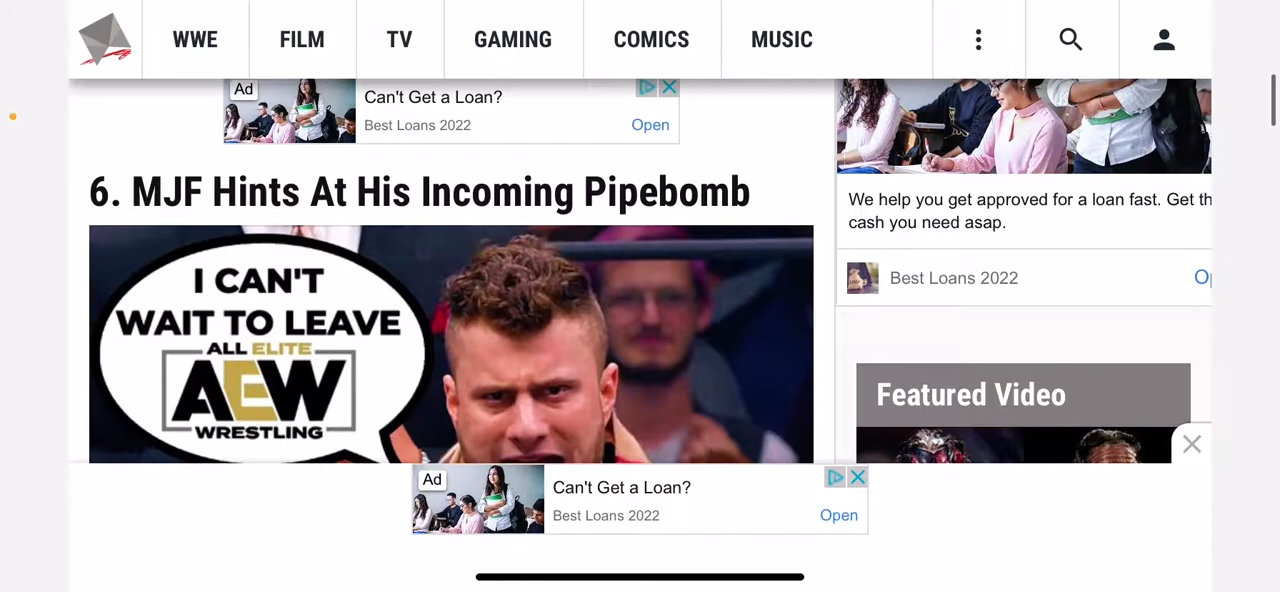 WWE
FILM
TV
GAMING
COMICS
MUSIC
Ad
Can't Get a Loan?
Best Loans 2022
Open
6. MJF Hints At His Incoming Pipebomb
I CAN'T
WAIT TO LEAVE
ALL ELITE
AEW
WRESTLING
We help you get approved for a loan fast. Get th
cash you need asap.
Best Loans 2022
Op
Featured Video
Ad
Can't Get a Loan?
Best Loans 2022
Open